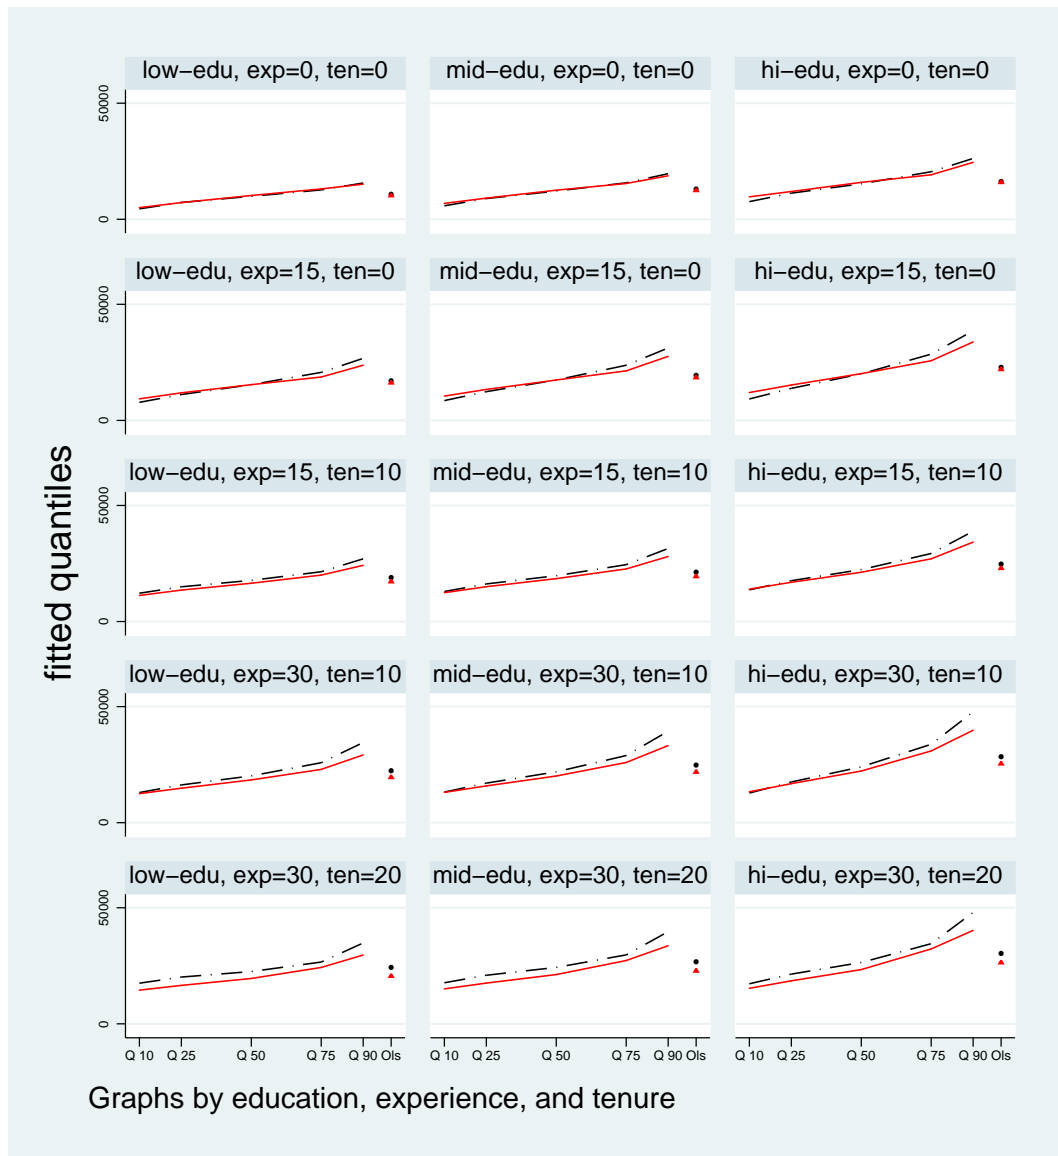 low−edu, exp=0, ten=0
mid−edu, exp=0, ten=0
hi−edu, exp=0, ten=0
50000
0
low−edu, exp=15, ten=0
mid−edu, exp=15, ten=0
hi−edu, exp=15, ten=0
50000
0
low−edu, exp=15, ten=10
mid−edu, exp=15, ten=10
hi−edu, exp=15, ten=10
50000
0
fitted quantiles
low−edu, exp=30, ten=10
mid−edu, exp=30, ten=10
hi−edu, exp=30, ten=10
50000
0
low−edu, exp=30, ten=20
mid−edu, exp=30, ten=20
hi−edu, exp=30, ten=20
50000
0
Q 10 Q 25 Q 50 Q 75 Q 90 Ols
Q 10 Q 25 Q 50 Q 75 Q 90 Ols
Q 10 Q 25 Q 50 Q 75 Q 90 Ols
Graphs by education, experience, and tenure